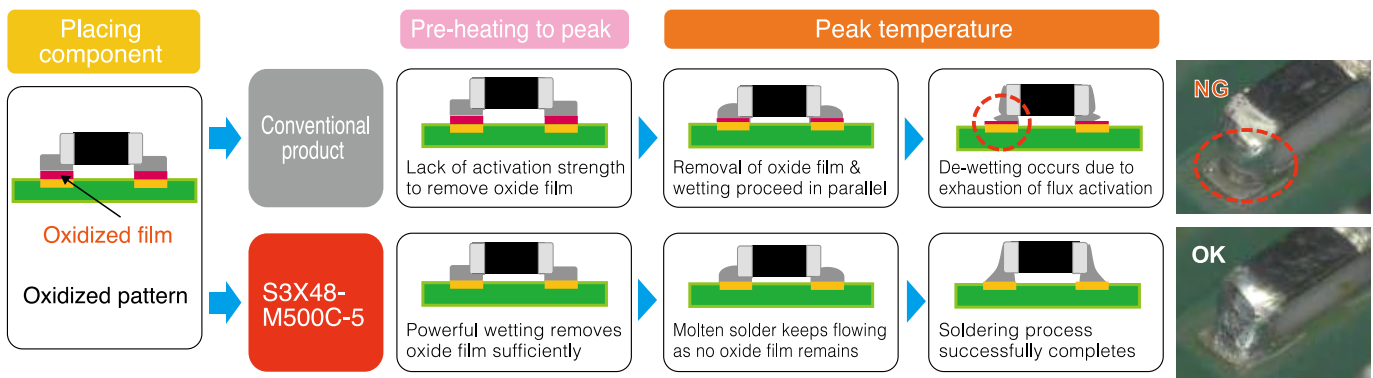 Placing
component
Pre-heating to peak
Peak temperature
Oxidized film
Oxidized pattern
Conventional
product
Lack of activation strength
to remove oxide film
Removal of oxide film &
wetting proceed in parallel
De-wetting occurs due to
exhaustion of flux activation
NG
S3X48-
M500C-5
Powerful wetting removes
oxide film sufficiently
Molten solder keeps flowing
as no oxide film remains
Soldering process
successfully completes
OK